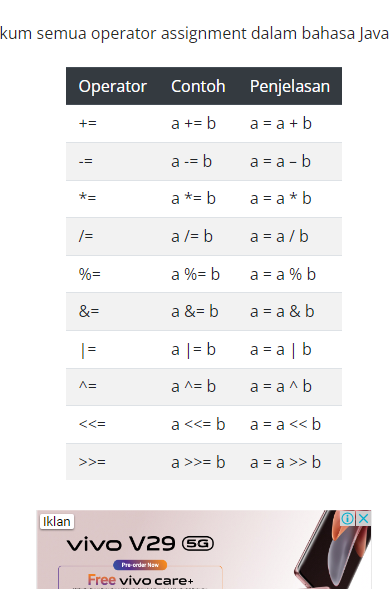 kum semua operator assignment dalam bahasa Java
Operator Contoh Penjelasan
+= a += b a = a + b
-= a -= b a = a – b
*= a *= b a = a * b
/= a /= b a = a / b
%= a %= b a = a % b
&= a &= b a = a & b
|= a |= b a = a | b
^= a ^= b a = a ^ b
<<= a <<= b a = a << b
>>= a >>= b a = a >> b
Iklan
vivo V29 5G
Pre-order Now
Free vivo care+